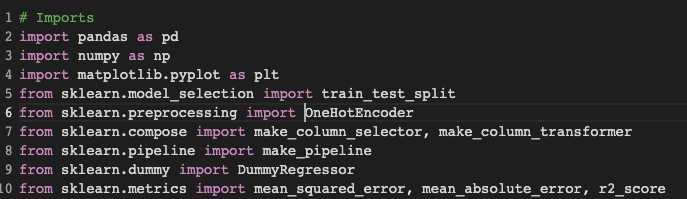 1 # Imports
2 import pandas as pd
3 import numpy as np
4 import matplotlib.pyplot as plt
5 from sklearn.model_selection import train_test_split
6 from sklearn.preprocessing import OneHotEncoder
7 from sklearn.compose import make_column_selector, make_column_transformer
8 from sklearn.pipeline import make_pipeline
9 from sklearn.dummy import DummyRegressor
10 from sklearn.metrics import mean_squared_error, mean_absolute_error, r2_score